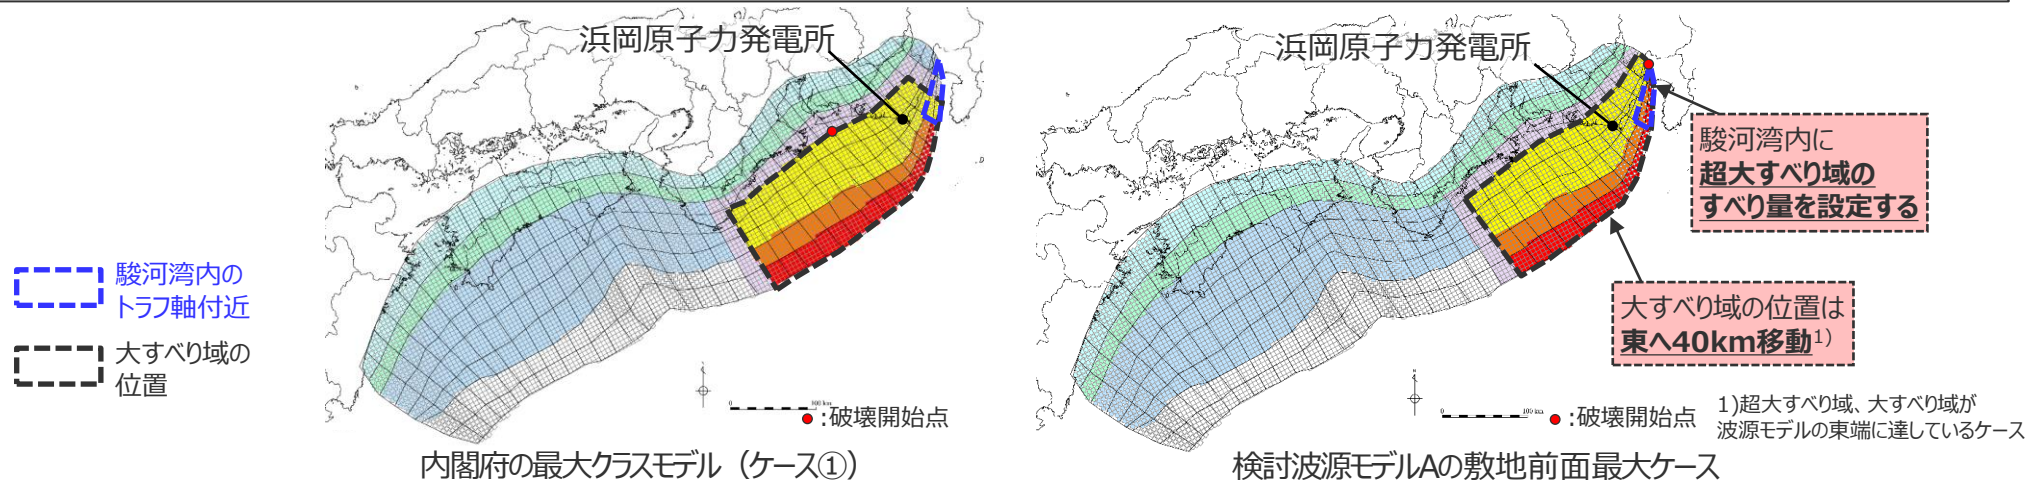 浜岡原子力発電所
駿河湾内の
トラフ軸付近
大すべり域の
位置
0 100 km
●:破壊開始点
内閣府の最大クラスモデル（ケース①）
浜岡原子力発電所
駿河湾内に
超大すべり域の
すべり量を設定する
大すべり域の位置は
東へ40km移動1)
0 100 km
●:破壊開始点
1)超大すべり域、大すべり域が
波源モデルの東端に達しているケース
検討波源モデルAの敷地前面最大ケース